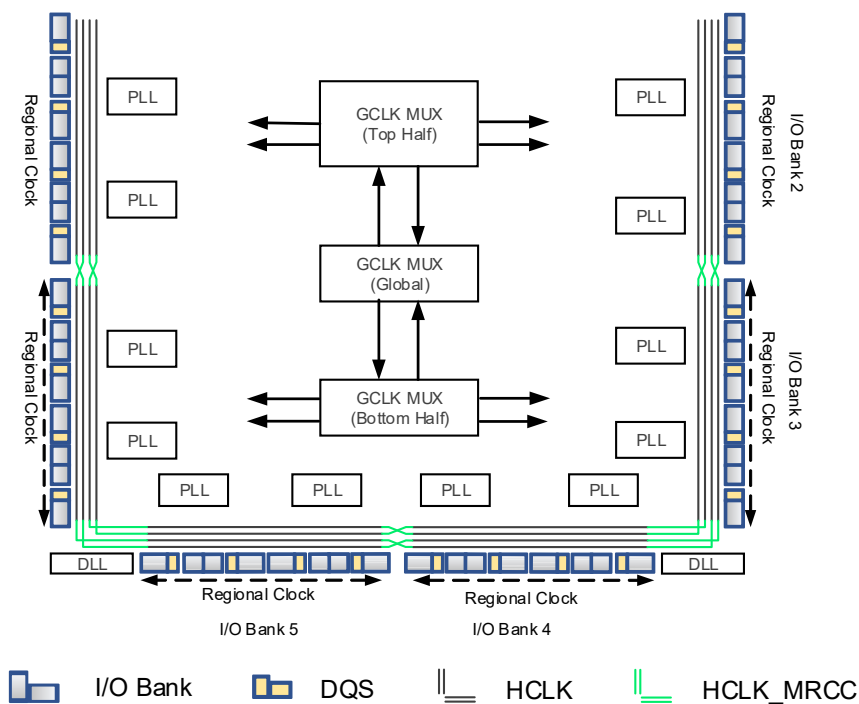 PLL
PLL
GCLK MUX
(Top Half)
Regional Clock
Regional Clock
I/O Bank 2
PLL
PLL
GCLK MUX
(Global)
PLL
PLL
Regional Clock
Regional Clock
I/O Bank 3
GCLK MUX
(Bottom Half)
PLL
PLL
PLL
PLL
PLL
PLL
DLL
DLL
Regional Clock
Regional Clock
I/O Bank 5
I/O Bank 4
I/O Bank
DQS
HCLK
HCLK_MRCC